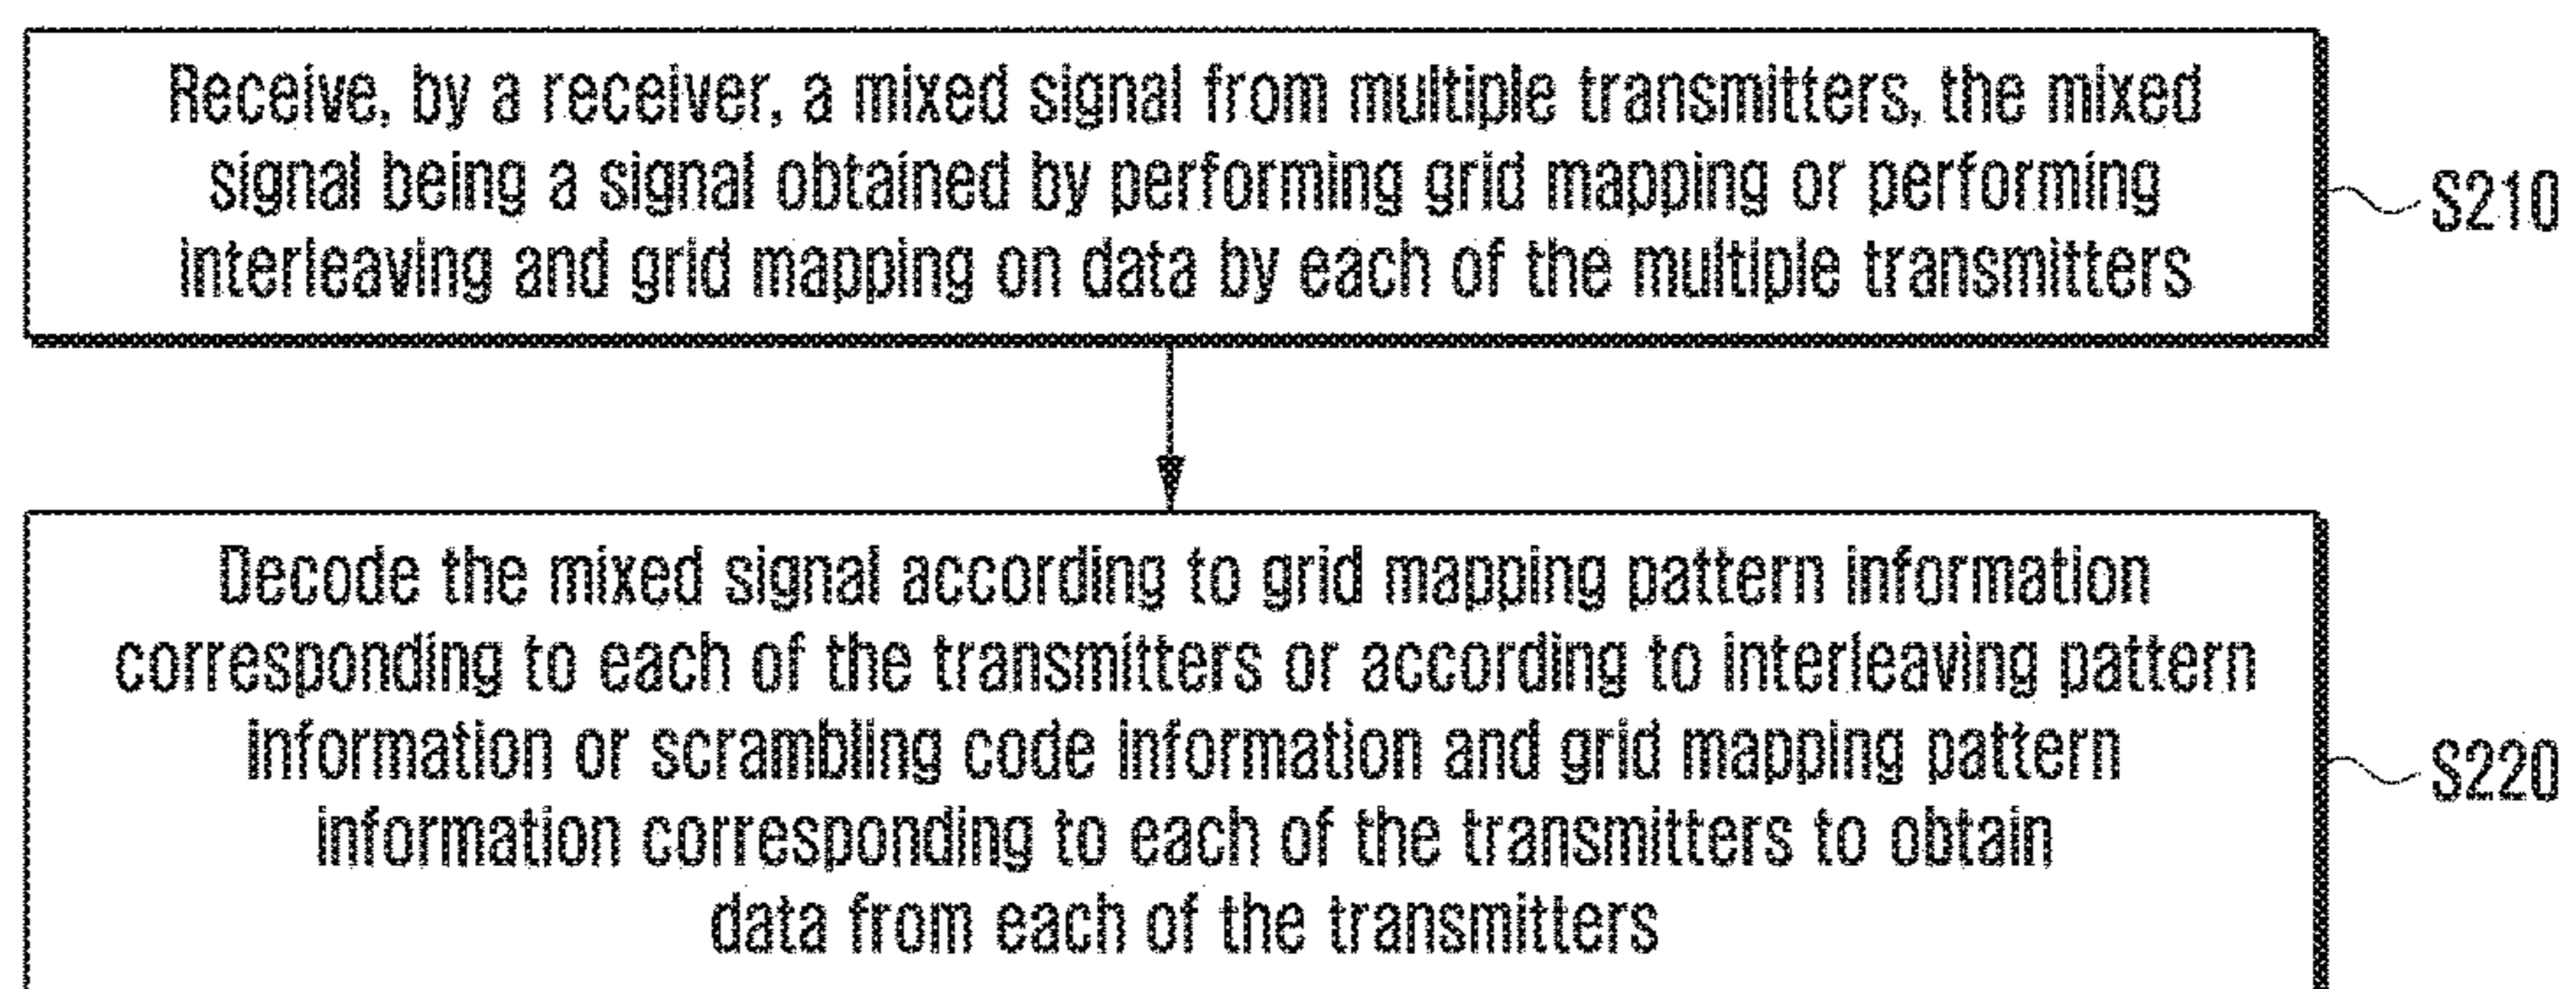 Receive, by a receiver, a mixed signal from multiple transmitters, the mixed
signal being a signal obtained by performing grid mapping or performing
interleaving and grid mapping on data by each of the multiple transmitters
S210
Decode the mixed signal according to grid mapping pattern information
corresponding to each of the transmitters or according to interleaving pattern
information or scrambling code information and grid mapping pattern
information corresponding to each of the transmitters to obtain
data from each of the transmitters
S220